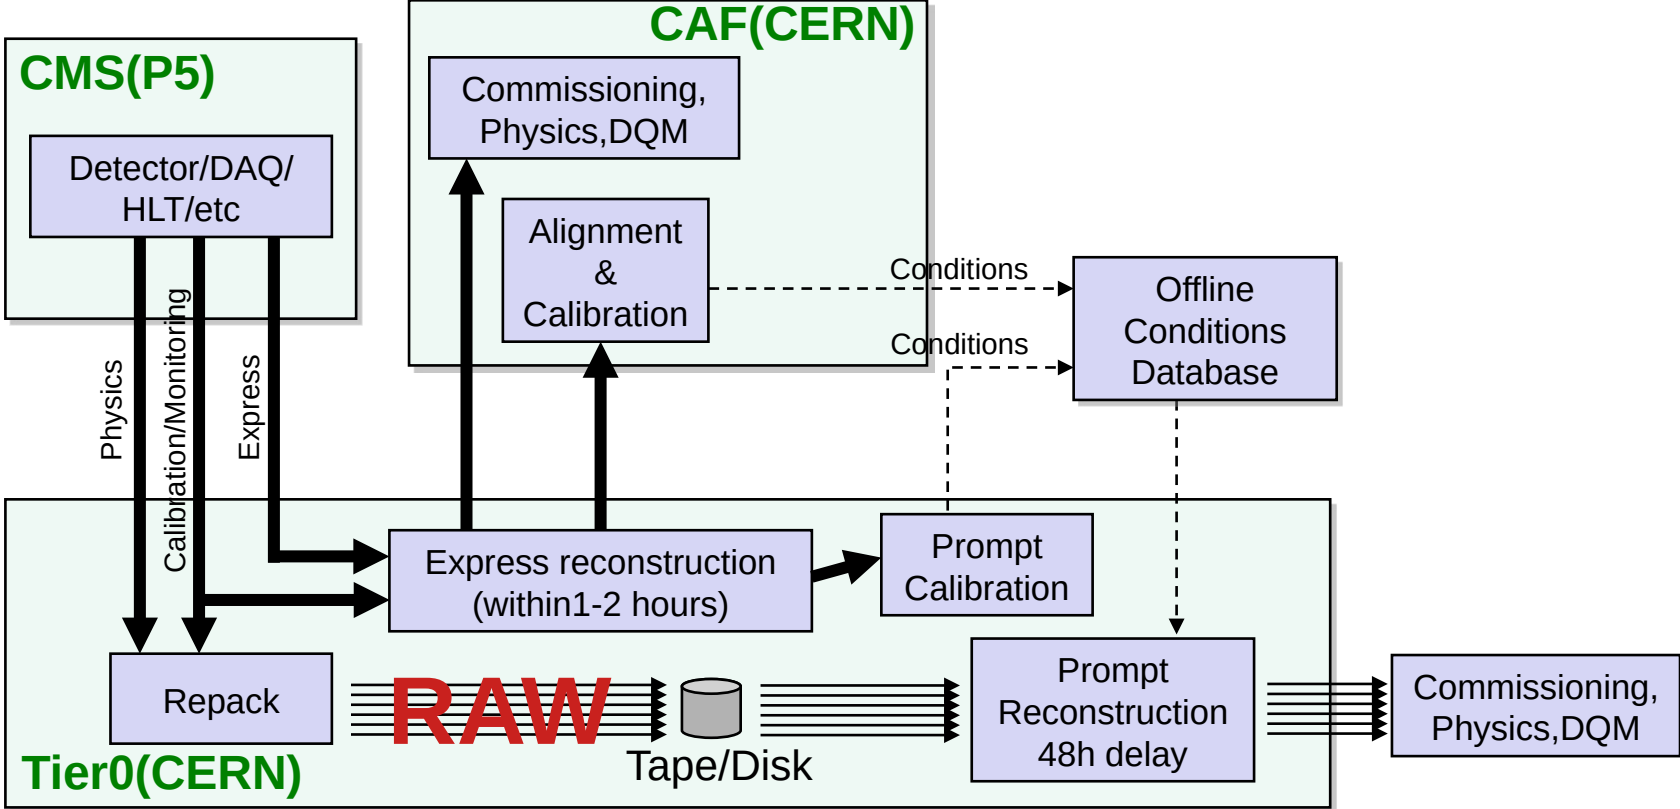 CAF(CERN)
CMS(P5)
Commissioning,
Physics,DQM
Detector/DAQ/
HLT/etc
Alignment
&
Calibration
Conditions
Offline
Conditions
Database
Conditions
Physics
Calibration/Monitoring
Express
Express reconstruction
(within1-2 hours)
Prompt
Calibration
Repack
RAW
Tape/Disk
Prompt
Reconstruction
48h delay
Commissioning,
Physics,DQM
Tier0(CERN)